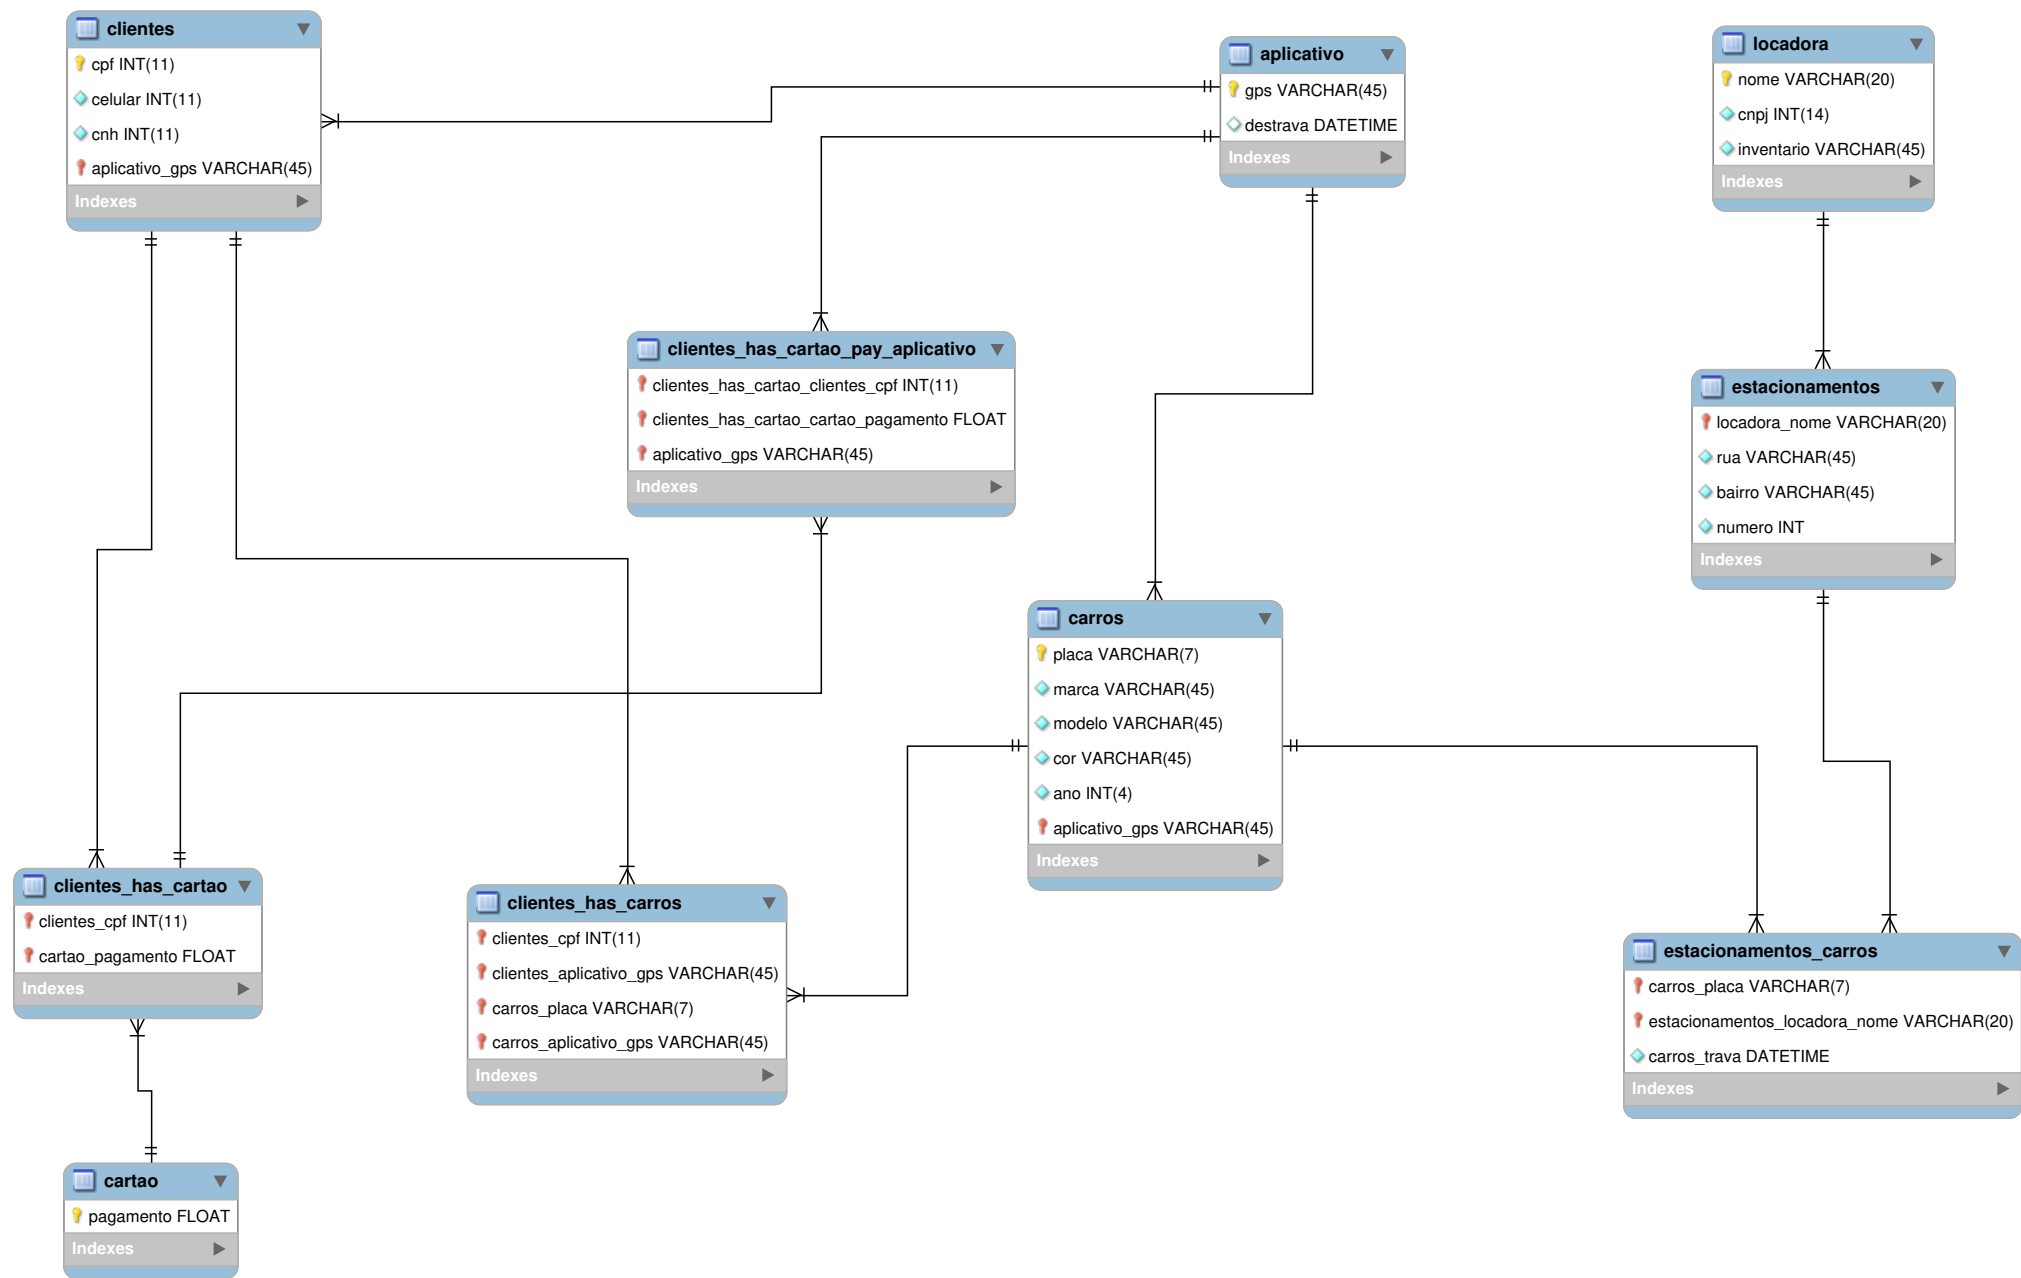 clientes
cpf INT(11)
celular INT(11)
cnh INT(11)
aplicativo_gps VARCHAR(45)
Indexes
aplicativo
gps VARCHAR(45)
destrava DATETIME
Indexes
locadora
nome VARCHAR(20)
cnpj INT(14)
inventario VARCHAR(45)
Indexes
clientes_has_cartao_pay_aplicativo
clientes_has_cartao_clientes_cpf INT(11)
clientes_has_cartao_cartao_pagamento FLOAT
aplicativo_gps VARCHAR(45)
Indexes
estacionamentos
locadora_nome VARCHAR(20)
rua VARCHAR(45)
bairro VARCHAR(45)
numero INT
Indexes
carros
placa VARCHAR(7)
marca VARCHAR(45)
modelo VARCHAR(45)
cor VARCHAR(45)
ano INT(4)
aplicativo_gps VARCHAR(45)
Indexes
clientes_has_cartao
clientes_cpf INT(11)
cartao_pagamento FLOAT
Indexes
clientes_has_carros
clientes_cpf INT(11)
clientes_aplicativo_gps VARCHAR(45)
carros_placa VARCHAR(7)
carros_aplicativo_gps VARCHAR(45)
Indexes
estacionamentos_carros
carros_placa VARCHAR(7)
estacionamentos_locadora_nome VARCHAR(20)
carros_trava DATETIME
Indexes
cartao
pagamento FLOAT
Indexes